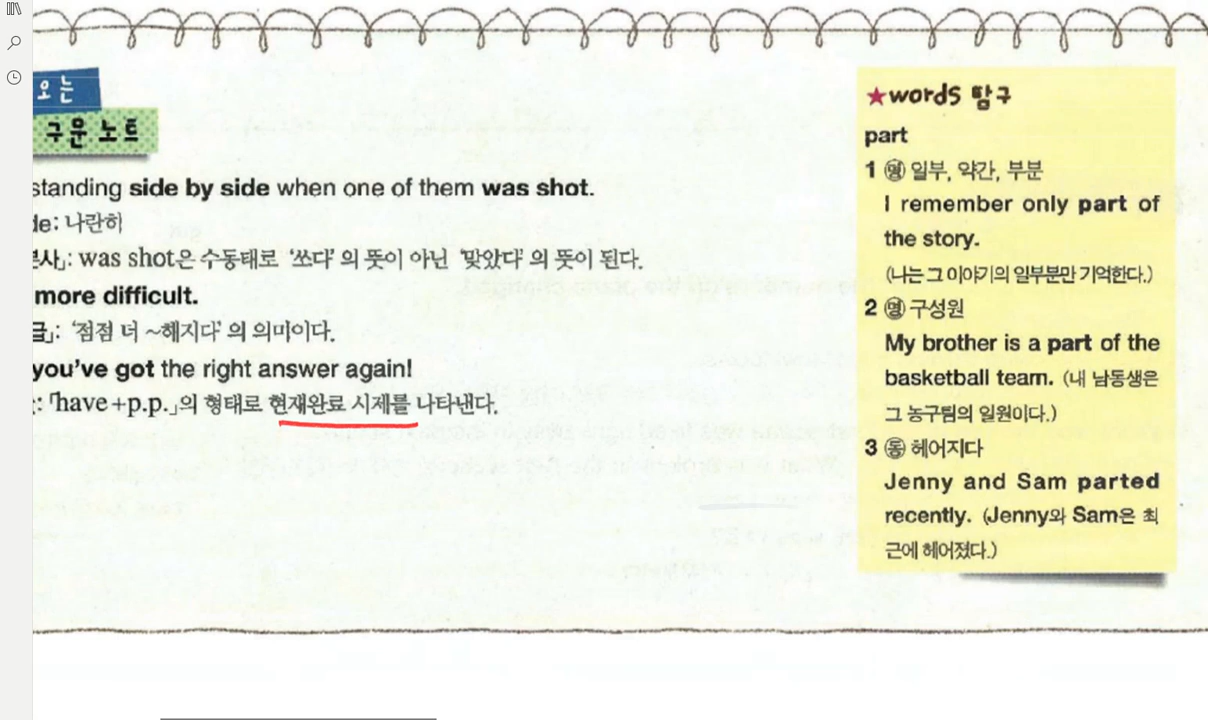 오는
구운 노트
standing side by side when one of them was shot.
de: 나란히
분사」: was shot은 수동태로 '쏘다' 의 뜻이 아닌 '맞았다' 의 뜻이 된다.
more difficult.
급」: '점점 더 ~해지다' 의 의미이다.
you've got the right answer again!
: 「have+p.p.」의 형태로 현재완료 시제를 나타낸다.
★words 탐구
part
1 명 일부, 약간, 부분
I remember only part of
the story.
(나는 그 이야기의 일부분만 기억한다.)
2 명 구성원
My brother is a part of the
basketball team. (내 남동생은
그 농구팀의 일원이다.)
3 동 헤어지다
Jenny and Sam parted
recently. (Jenny와 Sam은 최
근에 헤어졌다.)